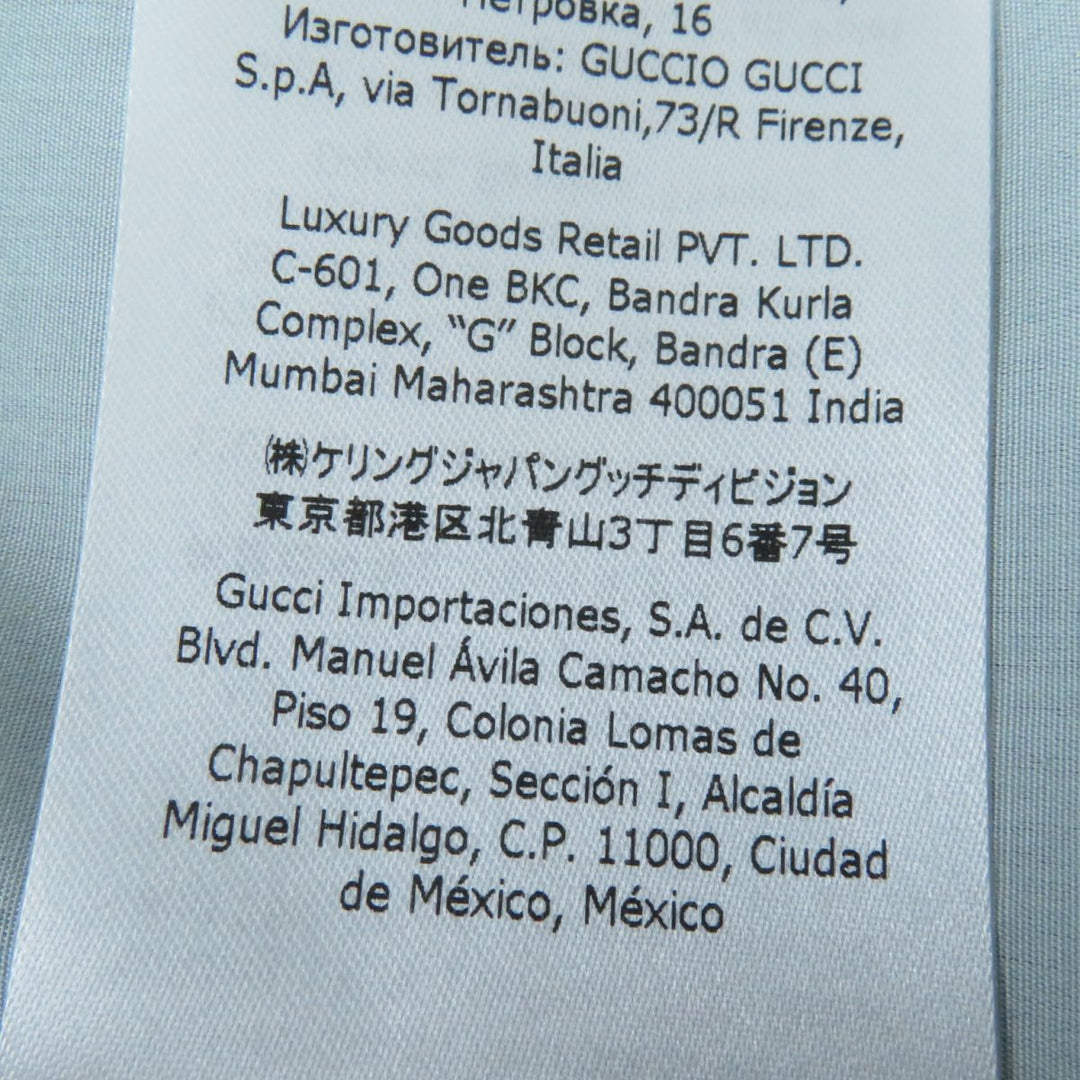 Петровка, 16
Изготовитель: GUCCIO GUCCI
S.p.A, via Tornabuoni,73/R Firenze,
Italia
Luxury Goods Retail PVT. LTD.
C-601, One BKC, Bandra Kurla
Complex, “G” Block, Bandra (E)
Mumbai Maharashtra 400051 India
㈱ケリングジャパングッチディビジョン
東京都港区北青山3丁目6番7号
Gucci Importaciones, S.A. de C.V.
Blvd. Manuel Ávila Camacho No. 40,
Piso 19, Colonia Lomas de
Chapultepec, Sección I, Alcaldía
Miguel Hidalgo, C.P. 11000, Ciudad
de México, México